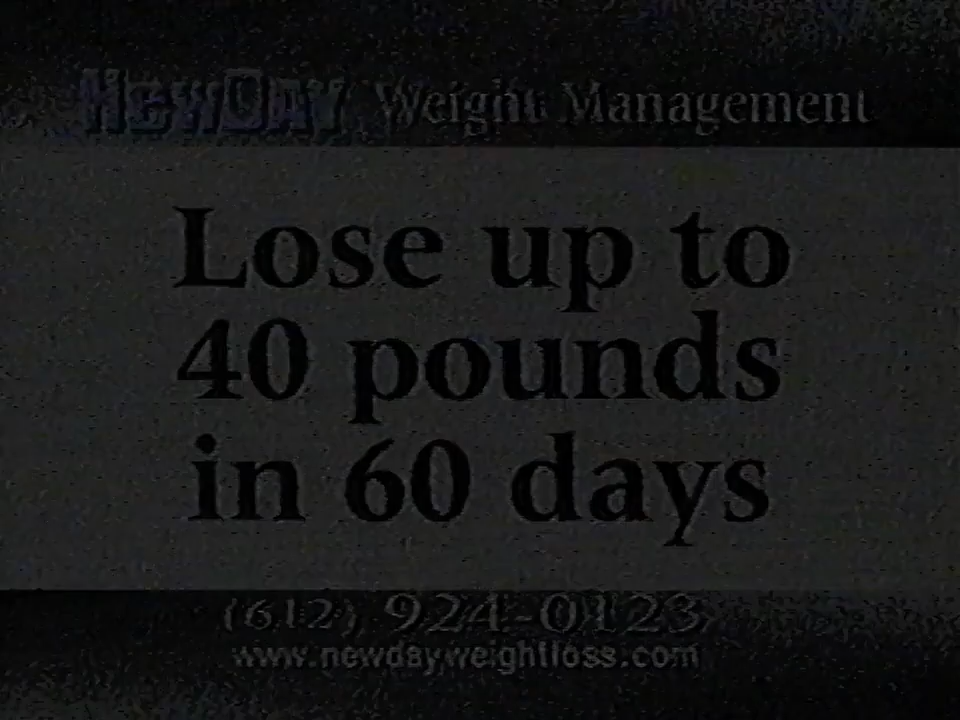 NEWDAY Weight Management
Lose up to
40 pounds
in 60 days
(612) 924-0123
www.newdayweightloss.com